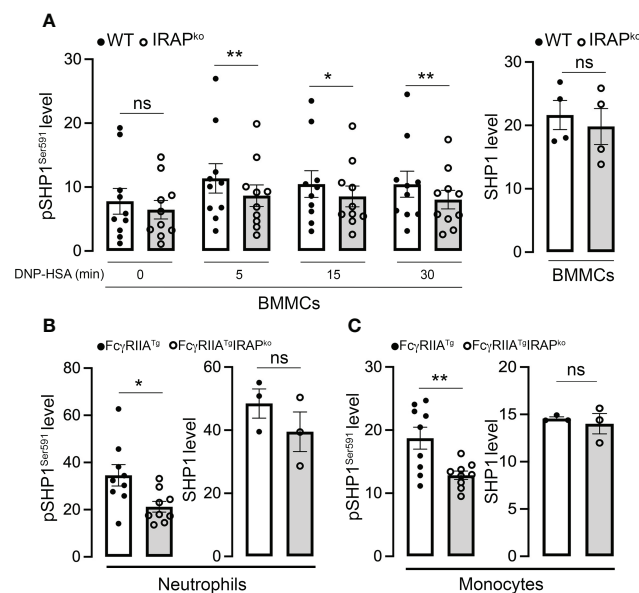 A
● WT ○ IRAPko
● WT ○ IRAPko
pSHP1Ser591 level
30
20
10
0
ns
**
*
**
DNP-HSA (min)
0
5
15
30
BMMCs
SHP1 level
30
20
10
0
ns
BMMCs
B
●FcγRIIATg ○FcγRIIATgIRAPko
pSHP1Ser591 level
80
60
40
20
0
*
SHP1 level
60
40
20
0
ns
Neutrophils
C
●FcγRIIATg ○FcγRIIATgIRAPko
pSHP1Ser591 level
30
20
10
0
**
SHP1 level
20
15
10
5
0
ns
Monocytes